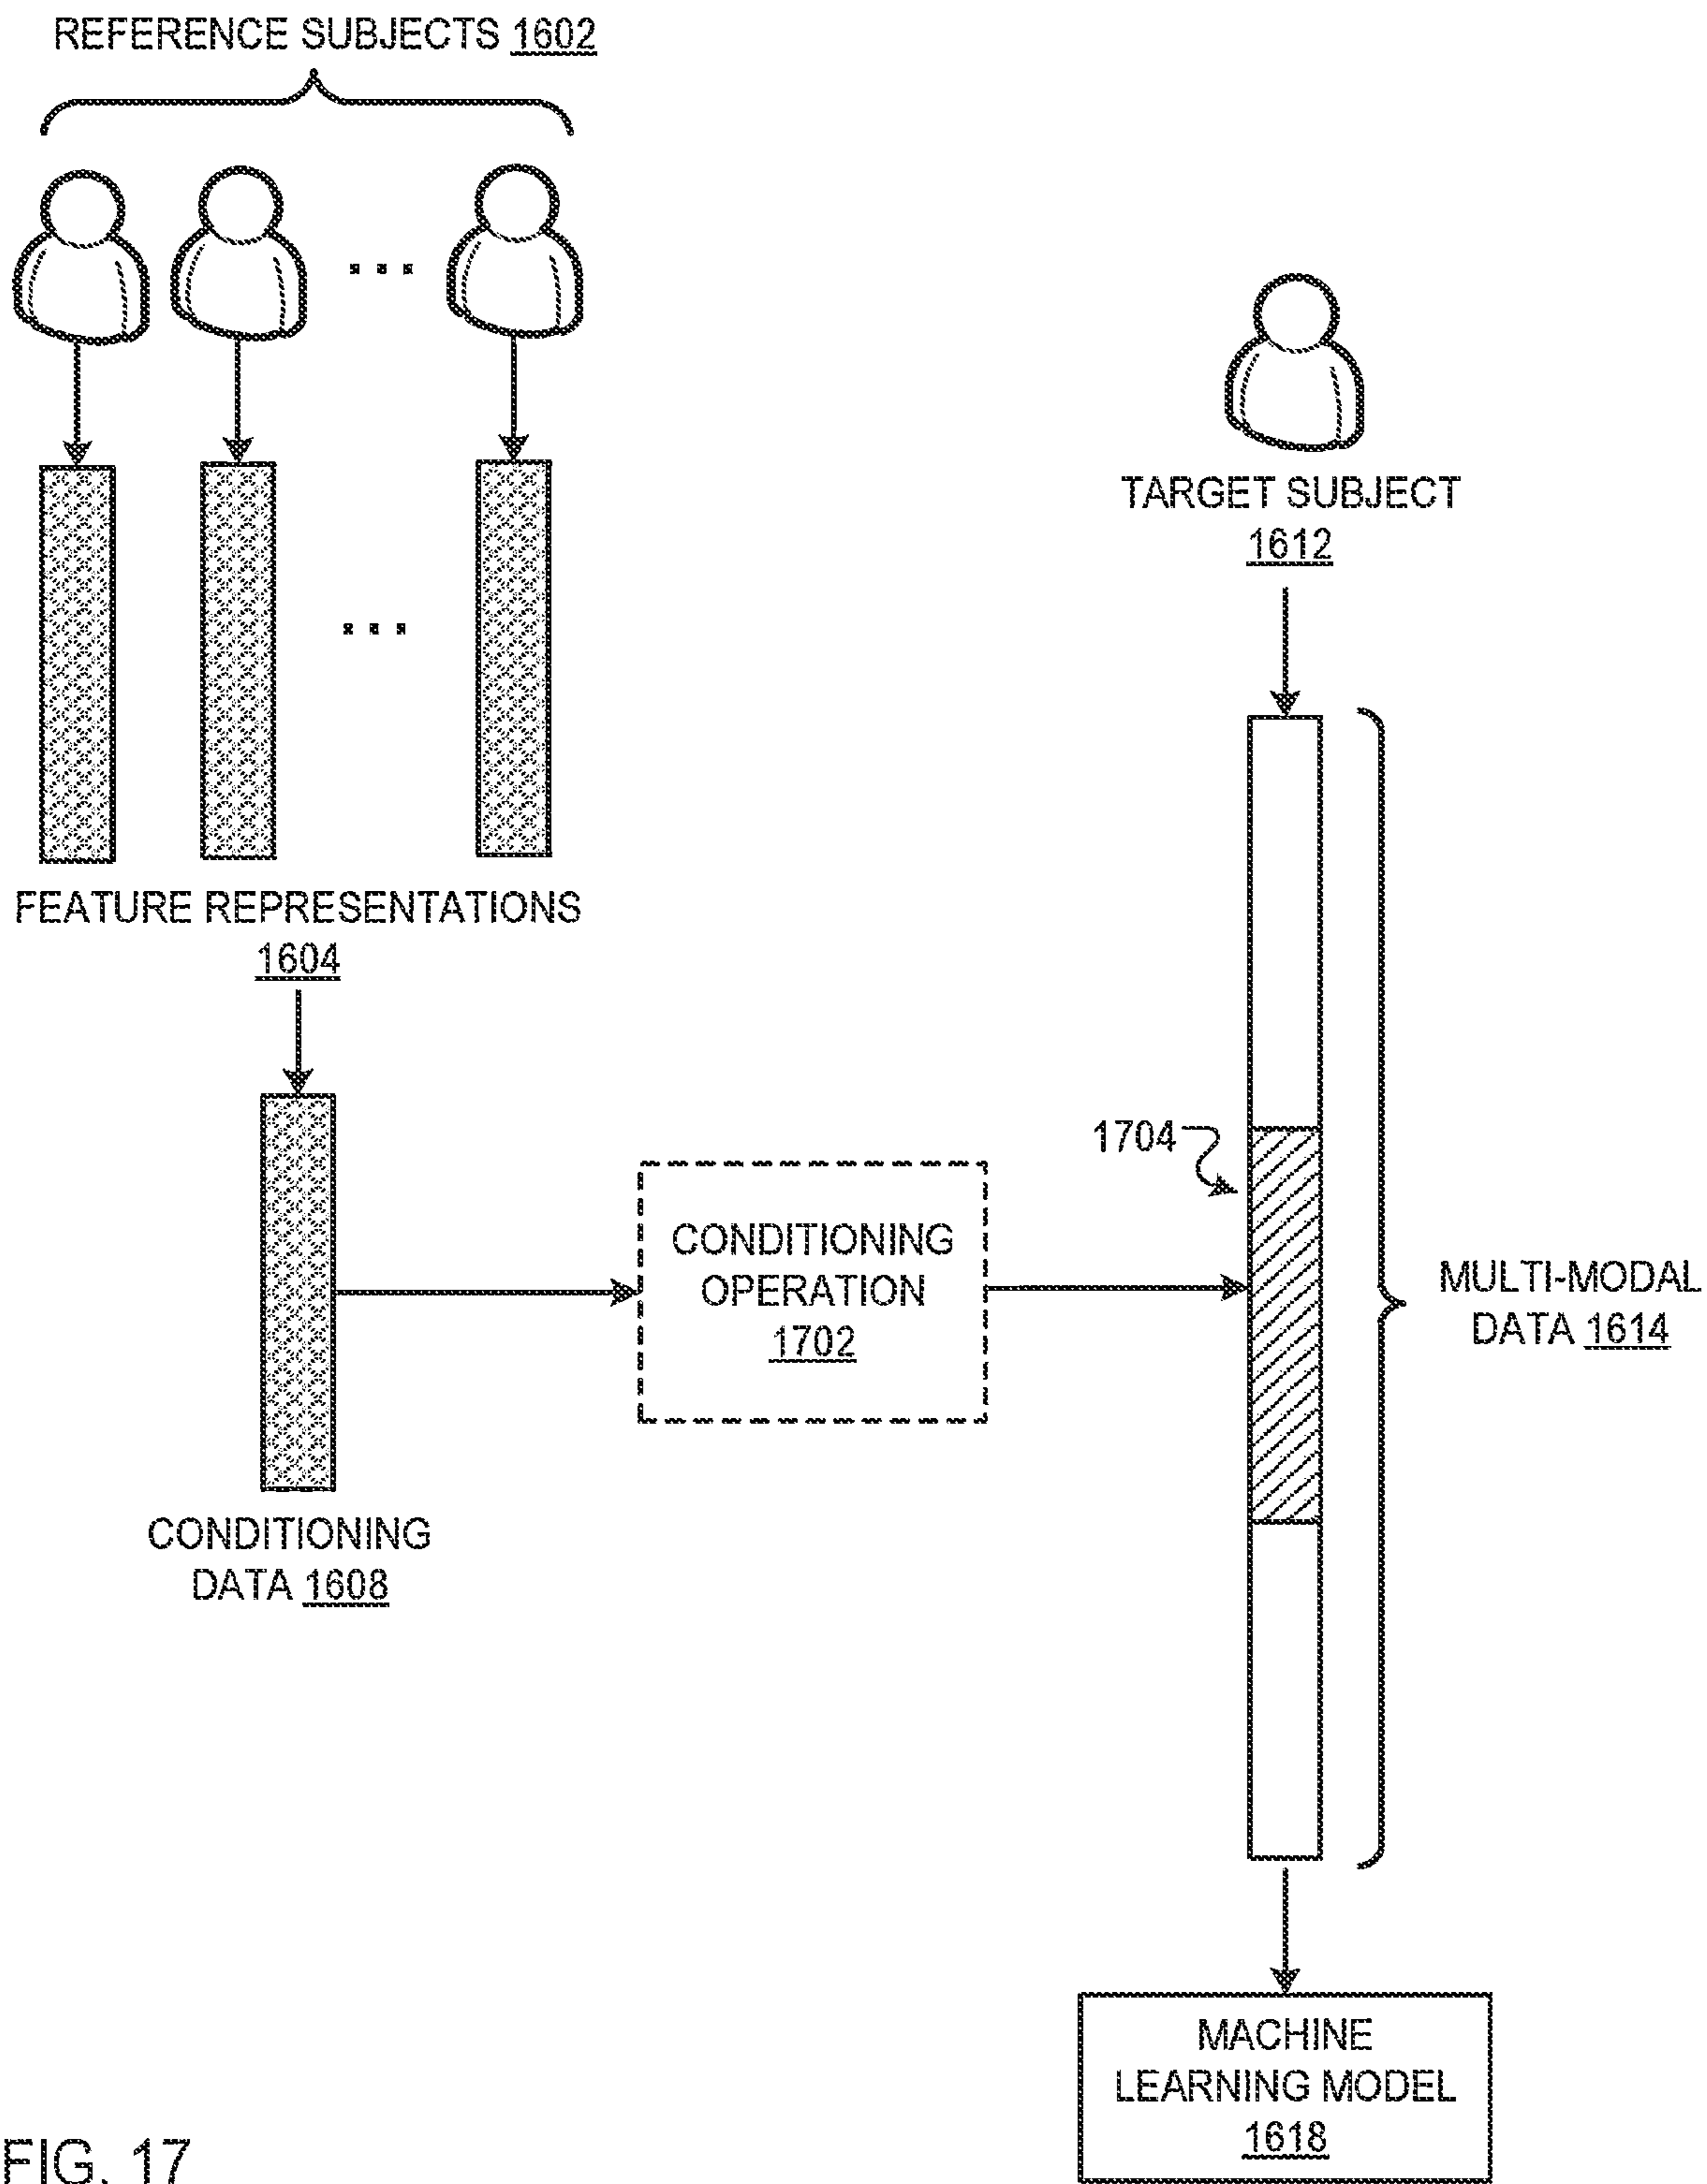 REFERENCE SUBJECTS 1602
TARGET SUBJECT
1612
FEATURE REPRESENTATIONS
1604
1704
CONDITIONING
OPERATION
1702
MULTI-MODAL
DATA 1614
CONDITIONING
DATA 1608
MACHINE
LEARNING MODEL
1618
FIG. 17